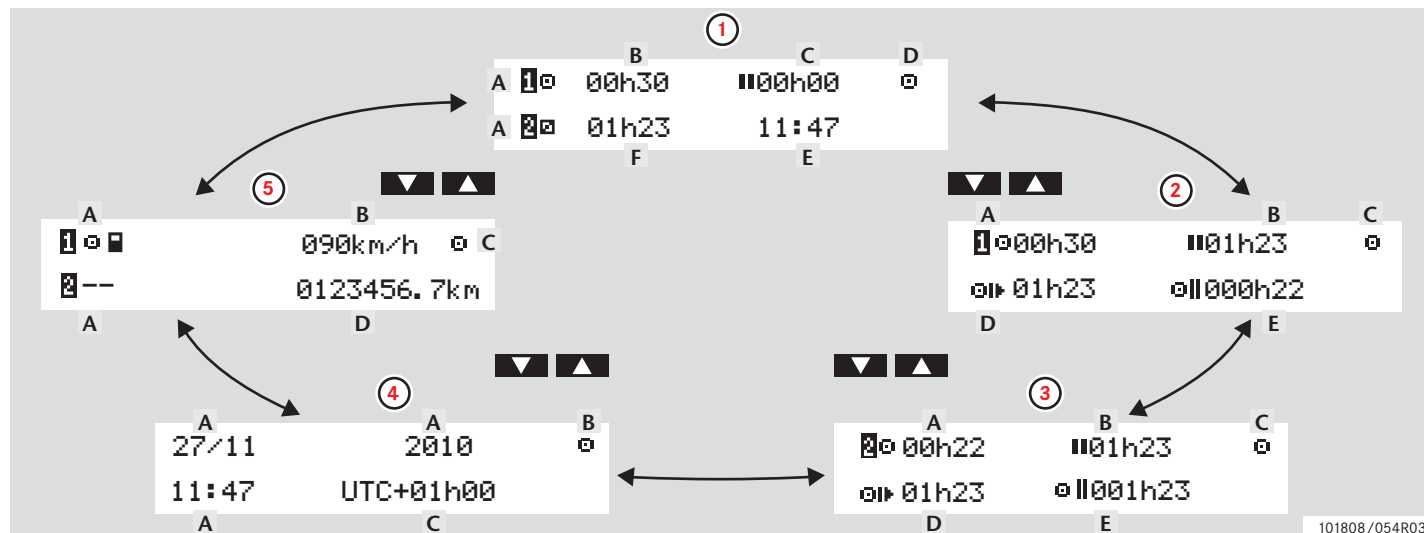 1
B C D
A 1 00h30 00h00
A 2 01h23 11:47
F E
5
A B
1 090km/h C
2 -- 0123456.7km
A D
2
A B C
1 00h30 01h23
01h23 000h22
D E
4
A A B
27/11 2010
11:47 UTC+01h00
A C
3
A B C
2 00h22 01h23
01h23 001h23
D E
101808/054R03